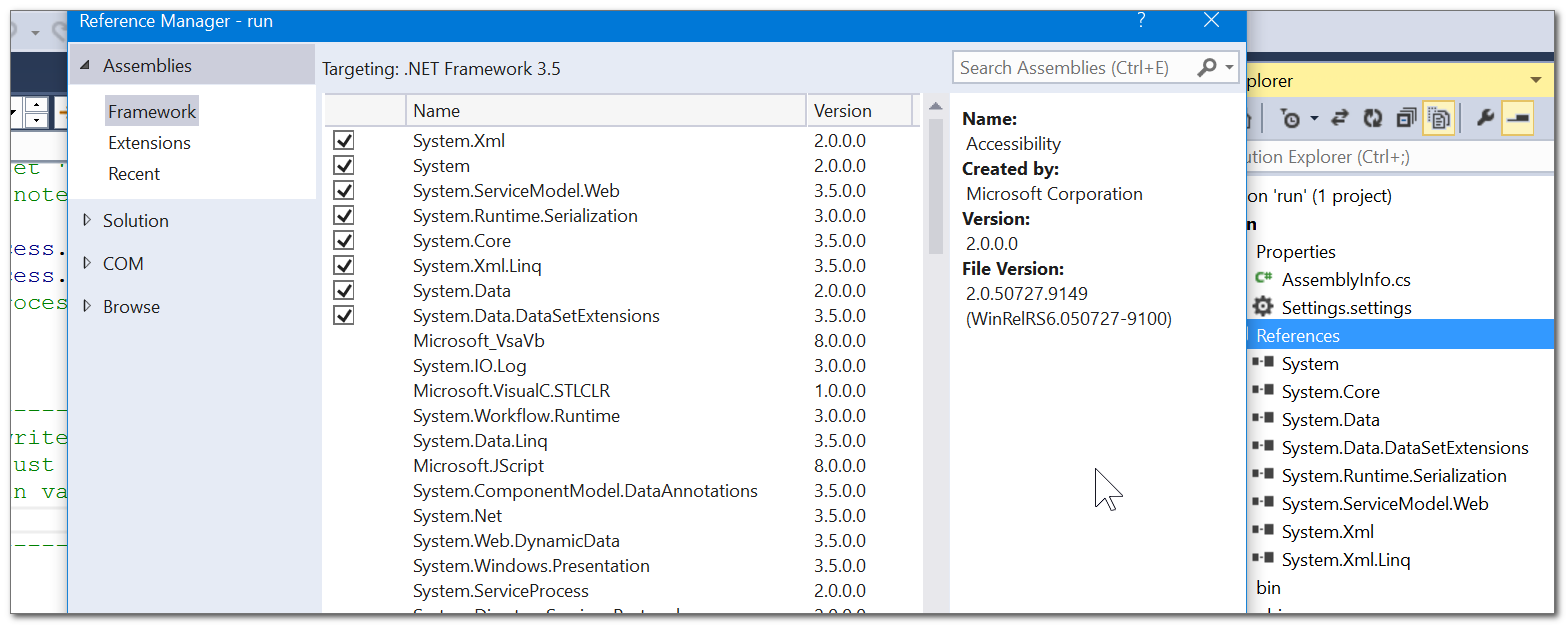 Reference Manager - run
?
Assemblies
Framework
Extensions
Recent
Solution
COM
Browse
Targeting: .NET Framework 3.5
Search Assemblies (Ctrl+E)
Name Version
System.Xml 2.0.0.0
System 2.0.0.0
System.ServiceModel.Web 3.5.0.0
System.Runtime.Serialization 3.0.0.0
System.Core 3.5.0.0
System.Xml.Linq 3.5.0.0
System.Data 2.0.0.0
System.Data.DataSetExtensions 3.5.0.0
Microsoft_VsaVb 8.0.0.0
System.IO.Log 3.0.0.0
Microsoft.VisualC.STLCLR 1.0.0.0
System.Workflow.Runtime 3.0.0.0
System.Data.Linq 3.5.0.0
Microsoft.JScript 8.0.0.0
System.ComponentModel.DataAnnotations 3.5.0.0
System.Net 3.5.0.0
System.Web.DynamicData 3.5.0.0
System.Windows.Presentation 3.5.0.0
System.ServiceProcess 2.0.0.0
Name:
Accessibility
Created by:
Microsoft Corporation
Version:
2.0.0.0
File Version:
2.0.50727.9149
(WinRelRS6.050727-9100)
et '
note
ess.
ess.
oces
----
rite
ust
n va
----
plorer
ution Explorer (Ctrl+;)
on 'run' (1 project)
n
Properties
C# AssemblyInfo.cs
Settings.settings
References
System
System.Core
System.Data
System.Data.DataSetExtensions
System.Runtime.Serialization
System.ServiceModel.Web
System.Xml
System.Xml.Linq
bin